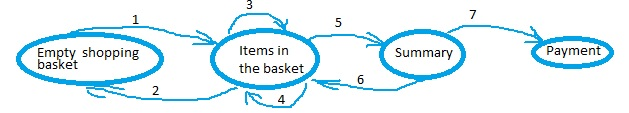 3
1
5
7
Empty shopping
basket
Items in
the basket
Summary
Payment
2
4
6